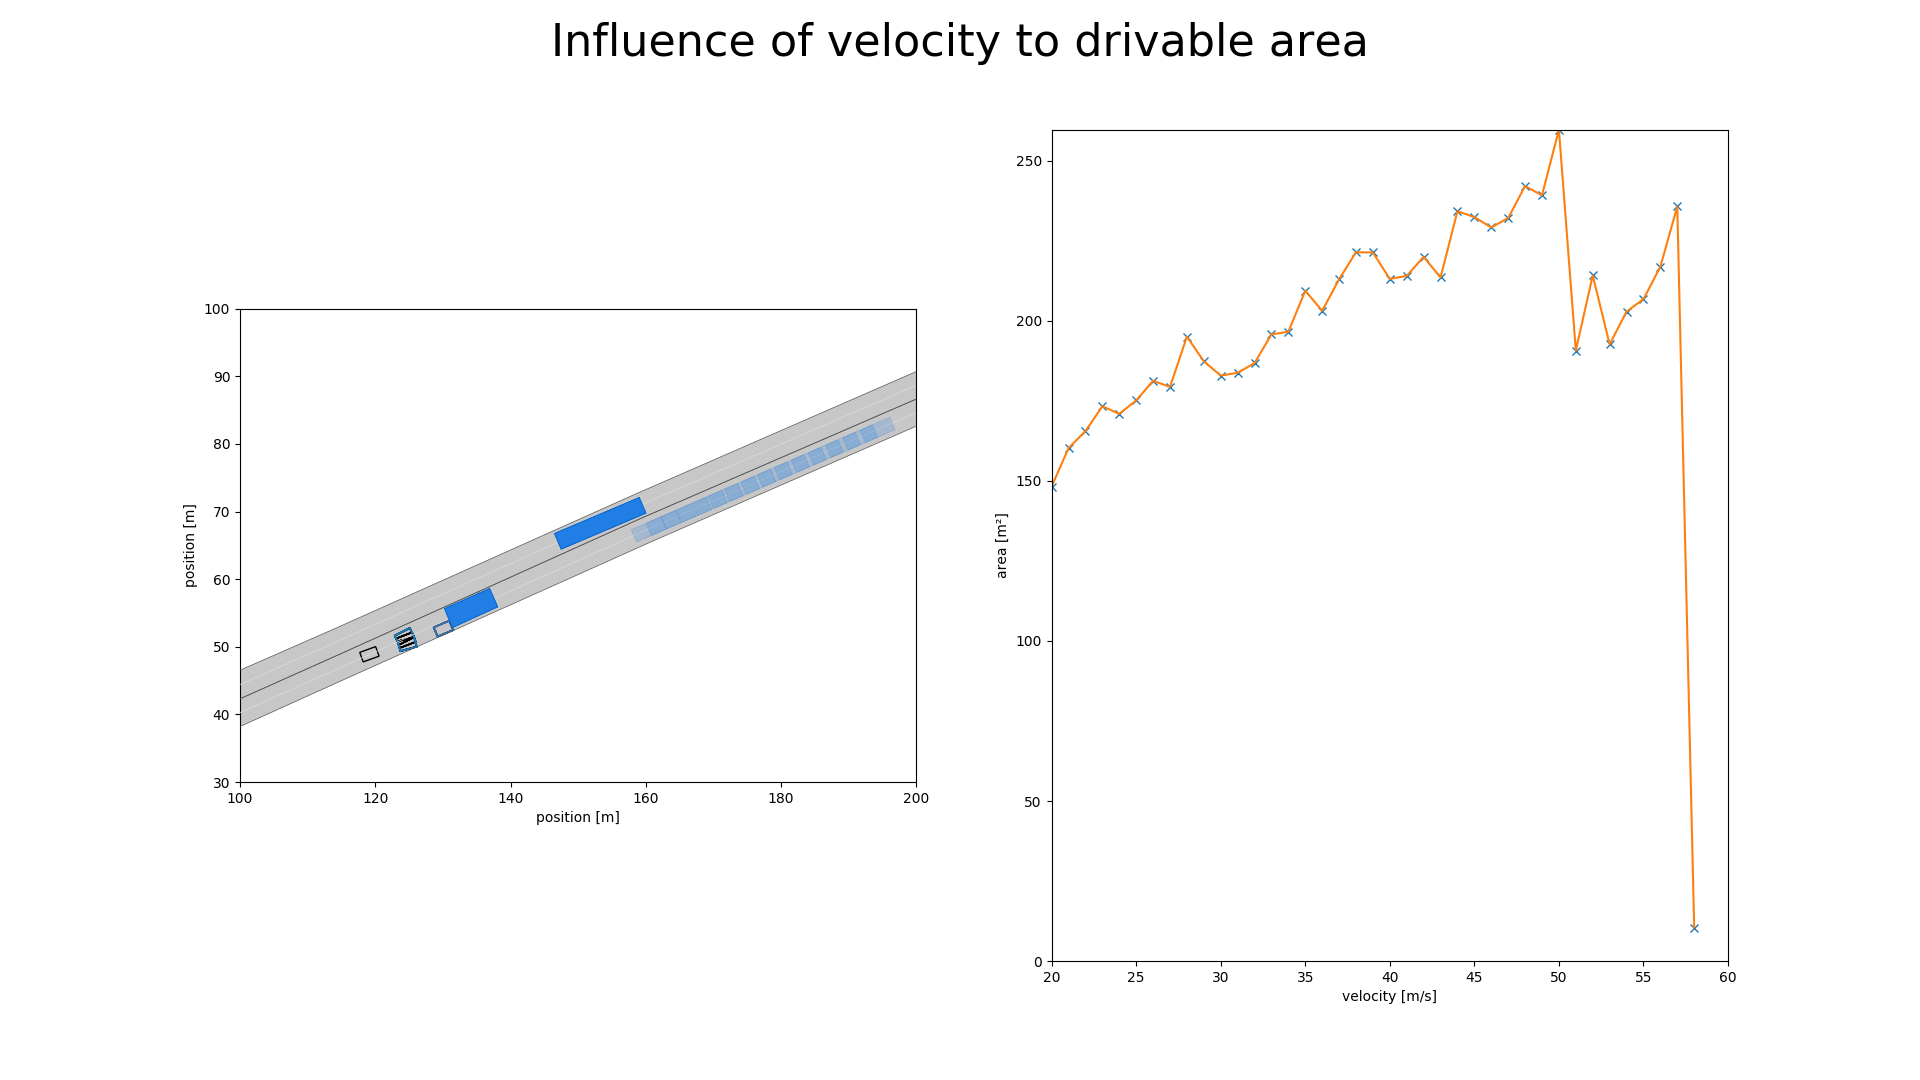 Influence of velocity to drivable area
100
90
80
70
60
50
40
30
position [m]
100 120 140 160 180 200
position [m]
250
200
150
100
50
0
area [m²]
20 25 30 35 40 45 50 55 60
velocity [m/s]